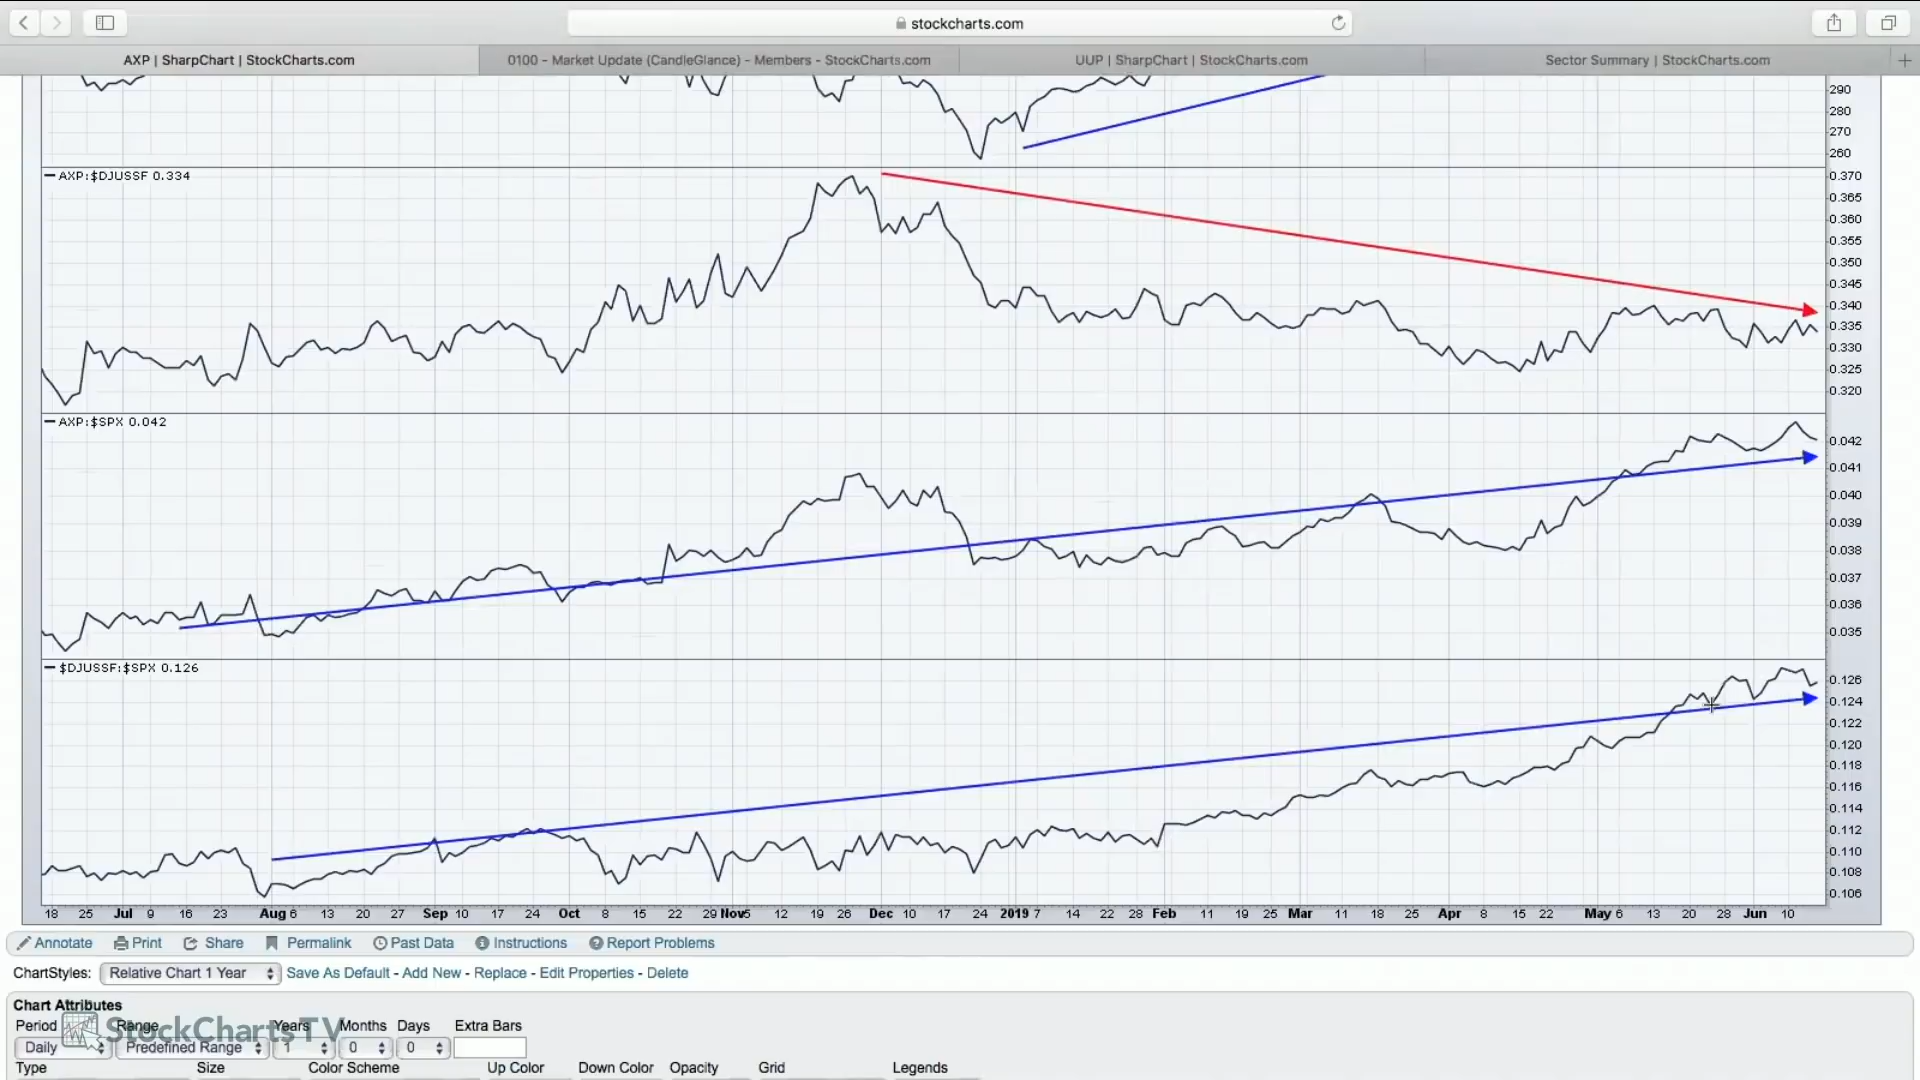 stockcharts.com
AXP | SharpChart | StockCharts.com
0100 - Market Update (CandleGlance) - Members - StockCharts.com
UUP | SharpChart | StockCharts.com
Sector Summary | StockCharts.com
290
280
270
260
AXP:$DJUSSF 0.334
0.370
0.365
0.360
0.355
0.350
0.345
0.340
0.335
0.330
0.325
0.320
AXP:$SPX 0.042
0.042
0.041
0.040
0.039
0.038
0.037
0.036
0.035
$DJUSSF:$SPX 0.126
0.126
0.124
0.122
0.120
0.118
0.116
0.114
0.112
0.110
0.108
0.106
18 25 Jul 9 16 23 Aug 6 13 20 27 Sep 10 17 24 Oct 8 15 22 29 Nov 5 12 19 26 Dec 10 17 24 2019 7 14 22 28 Feb 11 19 25 Mar 11 18 25 Apr 8 15 22 May 6 13 20 28 Jun 10
Annotate Print Share Permalink Past Data Instructions Report Problems
ChartStyles: Relative Chart 1 Year Save As Default - Add New - Replace - Edit Properties - Delete
Chart Attributes
Period Range Years Months Days Extra Bars
StockChartsTV
Daily Predefined Range 1 0 0
Type Size Color Scheme Up Color Down Color Opacity Grid Legends